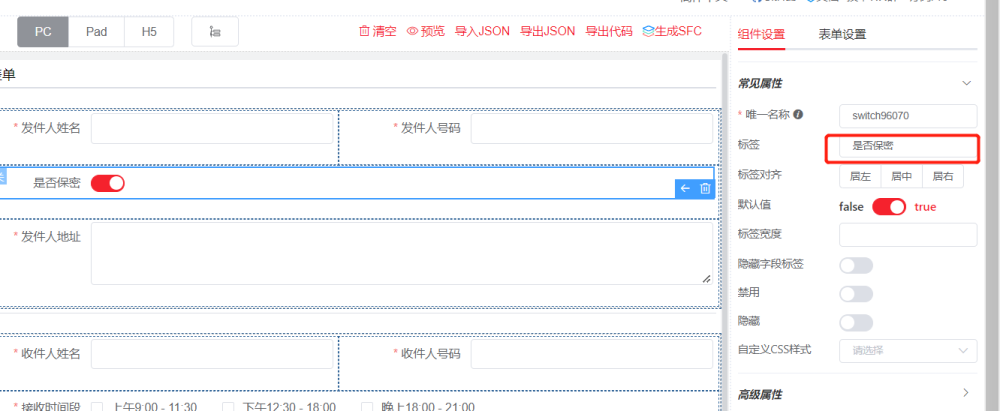 PC Pad H5 清空 预览 导入JSON 导出JSON 导出代码 生成SFC
组件设置 表单设置
单
常见属性
* 发件人姓名 * 发件人号码
* 唯一名称 switch96070
标签 是否保密
是否保密
标签对齐 居左 居中 居右
默认值 false true
* 发件人地址
标签宽度
隐藏字段标签
禁用
隐藏
* 收件人姓名 * 收件人号码
自定义CSS样式 请选择
高级属性
* 接收时间段 上午9:00 - 11:30 下午12:30 - 18:00 晚上18:00 - 21:00